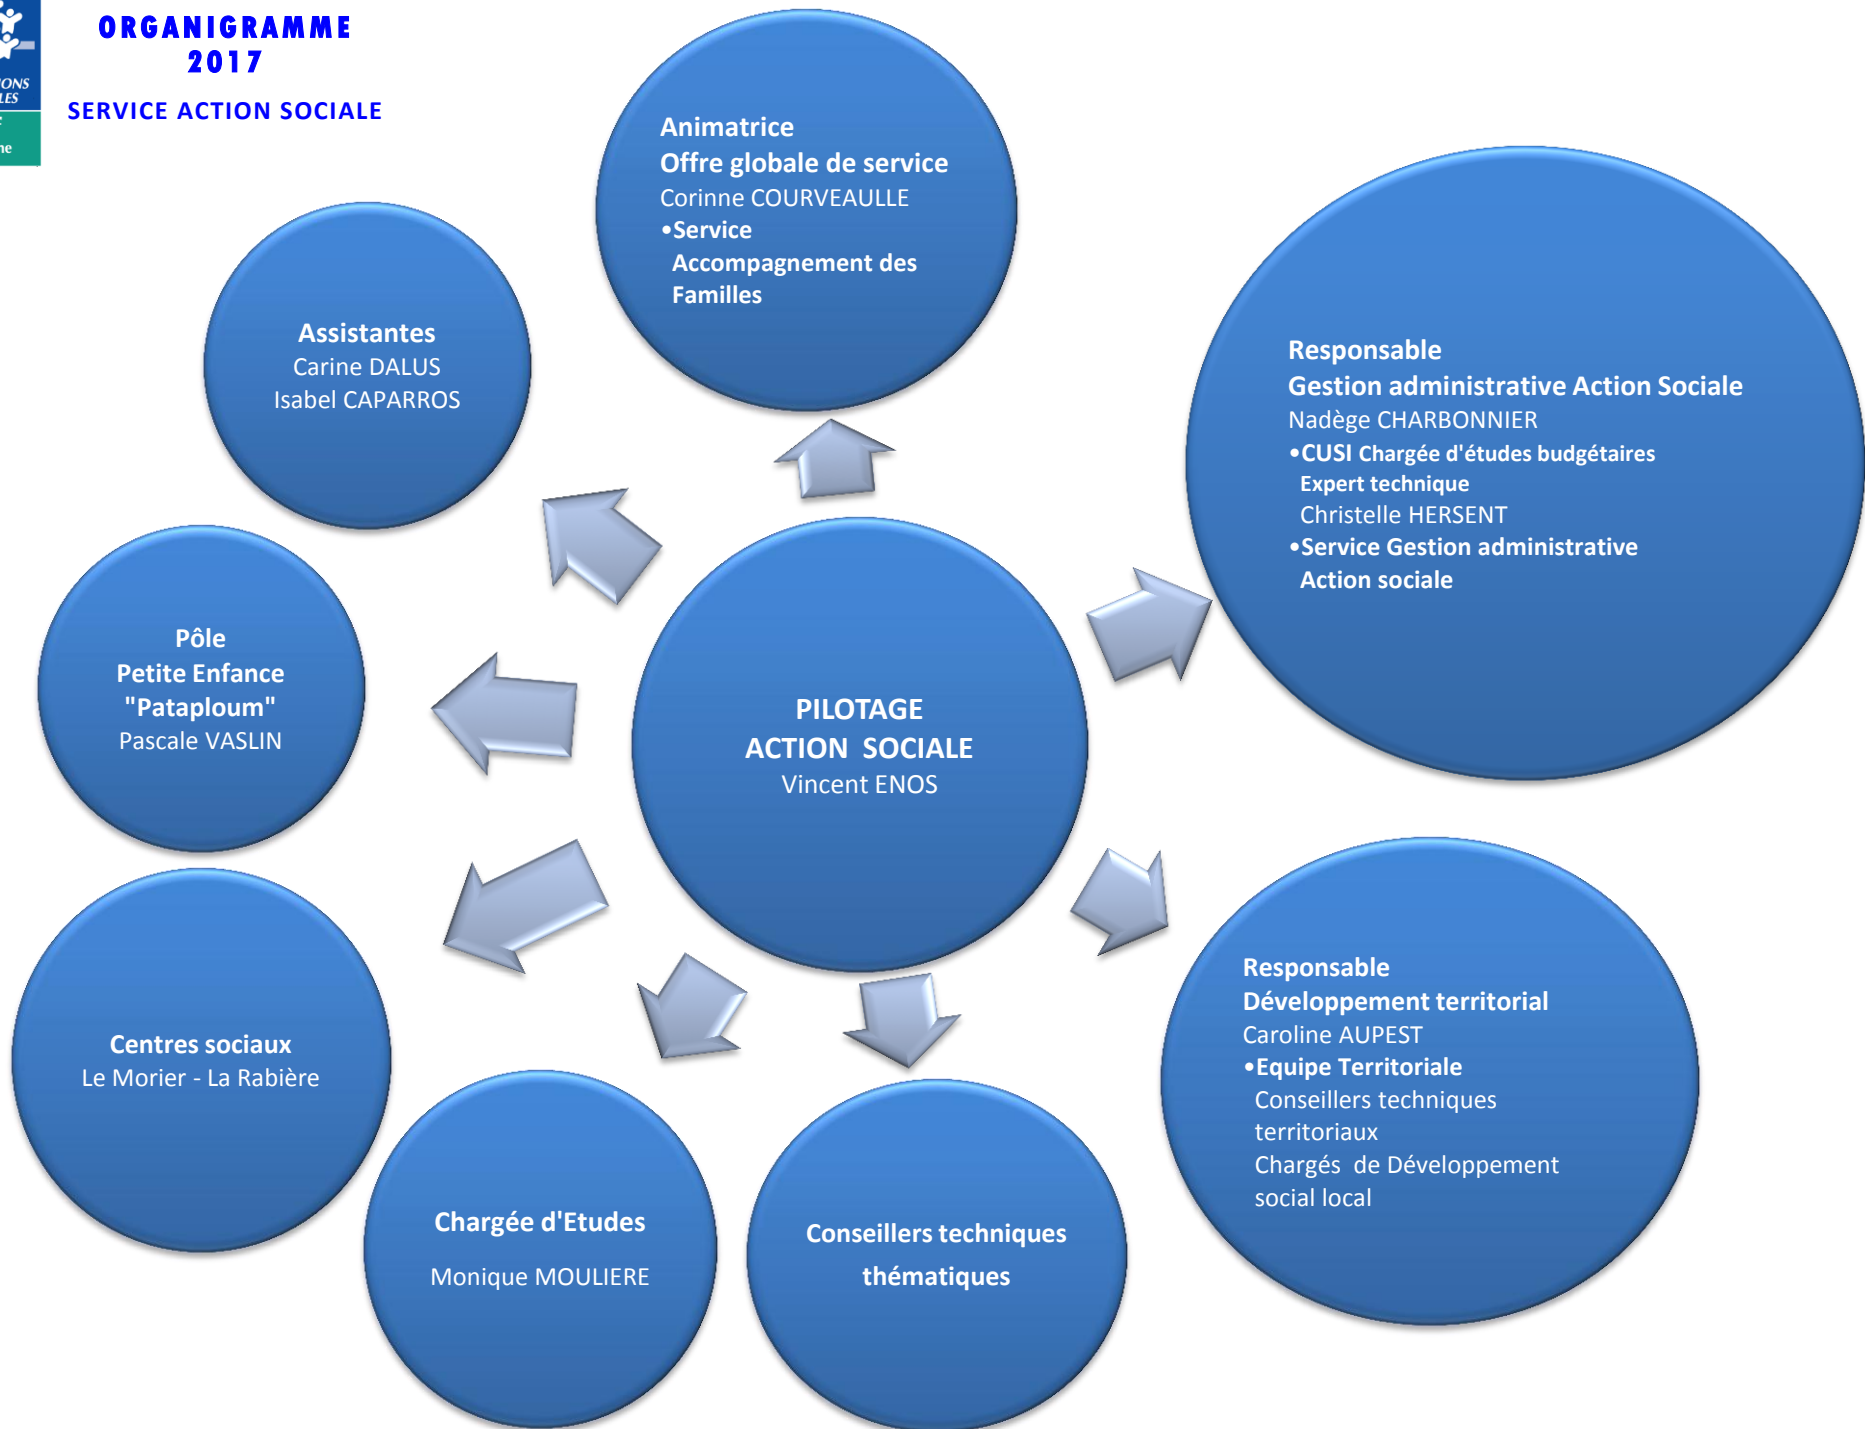 ORGANIGRAMME
2017
SERVICE ACTION SOCIALE
Animatrice
Offre globale de service
Corinne COURVEAULLE
•Service
Accompagnement des
Familles
Assistantes
Carine DALUS
Isabel CAPARROS
Responsable
Gestion administrative Action Sociale
Nadège CHARBONNIER
•CUSI Chargée d'études budgétaires
Expert technique
Christelle HERSENT
•Service Gestion administrative
Action sociale
Pôle
Petite Enfance
"Pataploum"
Pascale VASLIN
PILOTAGE
ACTION SOCIALE
Vincent ENOS
Responsable
Développement territorial
Caroline AUPEST
•Equipe Territoriale
Conseillers techniques
territoriaux
Chargés de Développement
social local
Centres sociaux
Le Morier - La Rabière
Chargée d'Etudes
Monique MOULIERE
Conseillers techniques
thématiques